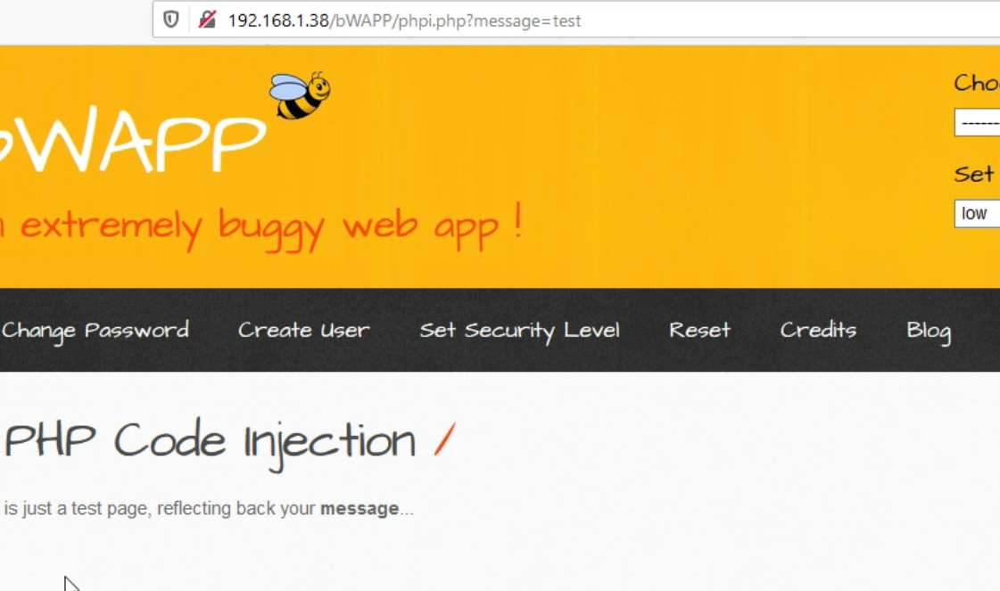 192.168.1.38/bWAPP/phpi.php?message=test
bWAPP
extremely buggy web app !
Set
low
Change Password Create User Set Security Level Reset Credits Blog
PHP Code Injection /
is just a test page, reflecting back your message...